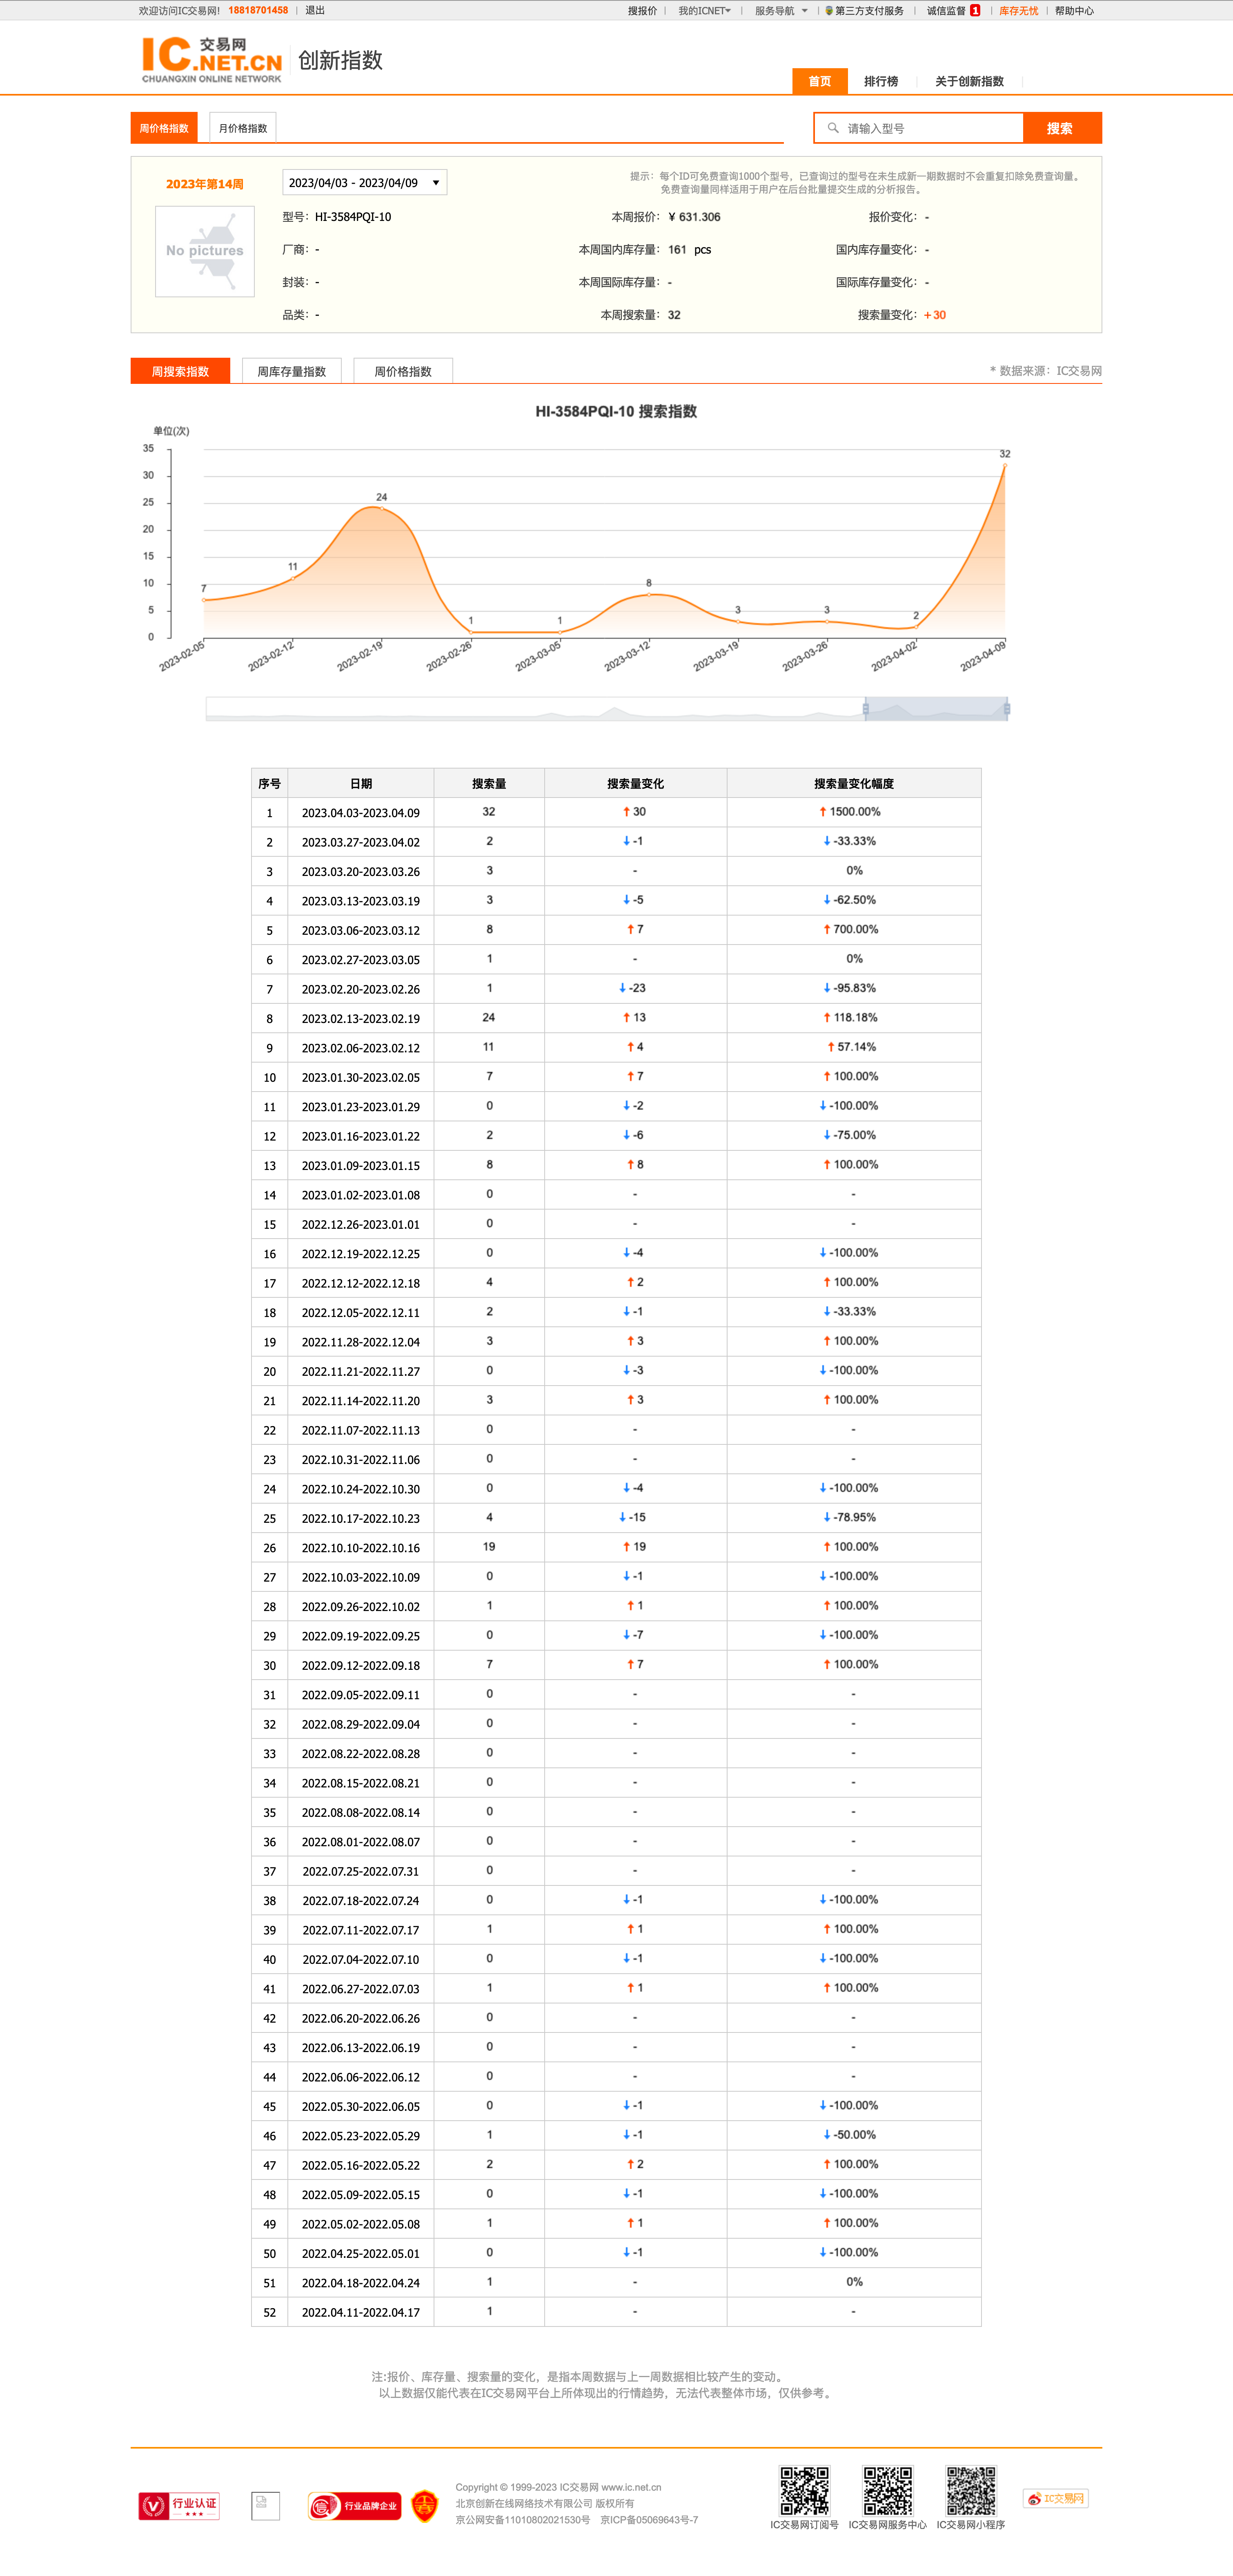 欢迎访问IC交易网! 18818701458 | 退出 搜报价 | 我的ICNET | 服务导航 | 第三方支付服务 | 诚信监督 1 | 库存无忧 | 帮助中心
IC交易网
.NET.CN
CHUANGXIN ONLINE NETWORK
创新指数
首页 排行榜 关于创新指数
周价格指数 月价格指数 请输入型号 搜索
2023年第14周 2023/04/03 - 2023/04/09 提示：每个ID可免费查询1000个型号，已查询过的型号在未生成新一期数据时不会重复扣除免费查询量。
免费查询量同样适用于用户在后台批量提交生成的分析报告。
No pictures
型号：HI-3584PQI-10 本周报价：¥ 631.306 报价变化：-
厂商：- 本周国内库存量：161 pcs 国内库存量变化：-
封装：- 本周国际库存量：- 国际库存量变化：-
品类：- 本周搜索量：32 搜索量变化：+30
周搜索指数 周库存量指数 周价格指数 * 数据来源：IC交易网
HI-3584PQI-10 搜索指数
单位(次)
35
30
25
20
15
10
5
0
7 11 24 1 1 8 3 3 2 32
2023-02-05 2023-02-12 2023-02-19 2023-02-26 2023-03-05 2023-03-12 2023-03-19 2023-03-26 2023-04-02 2023-04-09
序号 日期 搜索量 搜索量变化 搜索量变化幅度
1 2023.04.03-2023.04.09 32 ↑30 ↑1500.00%
2 2023.03.27-2023.04.02 2 ↓-1 ↓-33.33%
3 2023.03.20-2023.03.26 3 - 0%
4 2023.03.13-2023.03.19 3 ↓-5 ↓-62.50%
5 2023.03.06-2023.03.12 8 ↑7 ↑700.00%
6 2023.02.27-2023.03.05 1 - 0%
7 2023.02.20-2023.02.26 1 ↓-23 ↓-95.83%
8 2023.02.13-2023.02.19 24 ↑13 ↑118.18%
9 2023.02.06-2023.02.12 11 ↑4 ↑57.14%
10 2023.01.30-2023.02.05 7 ↑7 ↑100.00%
11 2023.01.23-2023.01.29 0 ↓-2 ↓-100.00%
12 2023.01.16-2023.01.22 2 ↓-6 ↓-75.00%
13 2023.01.09-2023.01.15 8 ↑8 ↑100.00%
14 2023.01.02-2023.01.08 0 - -
15 2022.12.26-2023.01.01 0 - -
16 2022.12.19-2022.12.25 0 ↓-4 ↓-100.00%
17 2022.12.12-2022.12.18 4 ↑2 ↑100.00%
18 2022.12.05-2022.12.11 2 ↓-1 ↓-33.33%
19 2022.11.28-2022.12.04 3 ↑3 ↑100.00%
20 2022.11.21-2022.11.27 0 ↓-3 ↓-100.00%
21 2022.11.14-2022.11.20 3 ↑3 ↑100.00%
22 2022.11.07-2022.11.13 0 - -
23 2022.10.31-2022.11.06 0 - -
24 2022.10.24-2022.10.30 0 ↓-4 ↓-100.00%
25 2022.10.17-2022.10.23 4 ↓-15 ↓-78.95%
26 2022.10.10-2022.10.16 19 ↑19 ↑100.00%
27 2022.10.03-2022.10.09 0 ↓-1 ↓-100.00%
28 2022.09.26-2022.10.02 1 ↑1 ↑100.00%
29 2022.09.19-2022.09.25 0 ↓-7 ↓-100.00%
30 2022.09.12-2022.09.18 7 ↑7 ↑100.00%
31 2022.09.05-2022.09.11 0 - -
32 2022.08.29-2022.09.04 0 - -
33 2022.08.22-2022.08.28 0 - -
34 2022.08.15-2022.08.21 0 - -
35 2022.08.08-2022.08.14 0 - -
36 2022.08.01-2022.08.07 0 - -
37 2022.07.25-2022.07.31 0 - -
38 2022.07.18-2022.07.24 0 ↓-1 ↓-100.00%
39 2022.07.11-2022.07.17 1 ↑1 ↑100.00%
40 2022.07.04-2022.07.10 0 ↓-1 ↓-100.00%
41 2022.06.27-2022.07.03 1 ↑1 ↑100.00%
42 2022.06.20-2022.06.26 0 - -
43 2022.06.13-2022.06.19 0 - -
44 2022.06.06-2022.06.12 0 - -
45 2022.05.30-2022.06.05 0 ↓-1 ↓-100.00%
46 2022.05.23-2022.05.29 1 ↓-1 ↓-50.00%
47 2022.05.16-2022.05.22 2 ↑2 ↑100.00%
48 2022.05.09-2022.05.15 0 ↓-1 ↓-100.00%
49 2022.05.02-2022.05.08 1 ↑1 ↑100.00%
50 2022.04.25-2022.05.01 0 ↓-1 ↓-100.00%
51 2022.04.18-2022.04.24 1 - 0%
52 2022.04.11-2022.04.17 1 - -
注:报价、库存量、搜索量的变化，是指本周数据与上一周数据相比较产生的变动。
以上数据仅能代表在IC交易网平台上所体现出的行情趋势，无法代表整体市场，仅供参考。
行业认证 行业品牌企业
Copyright © 1999-2023 IC交易网 www.ic.net.cn
北京创新在线网络技术有限公司 版权所有
京公网安备11010802021530号 京ICP备05069643号-7
IC交易网订阅号 IC交易网服务中心 IC交易网小程序
IC交易网